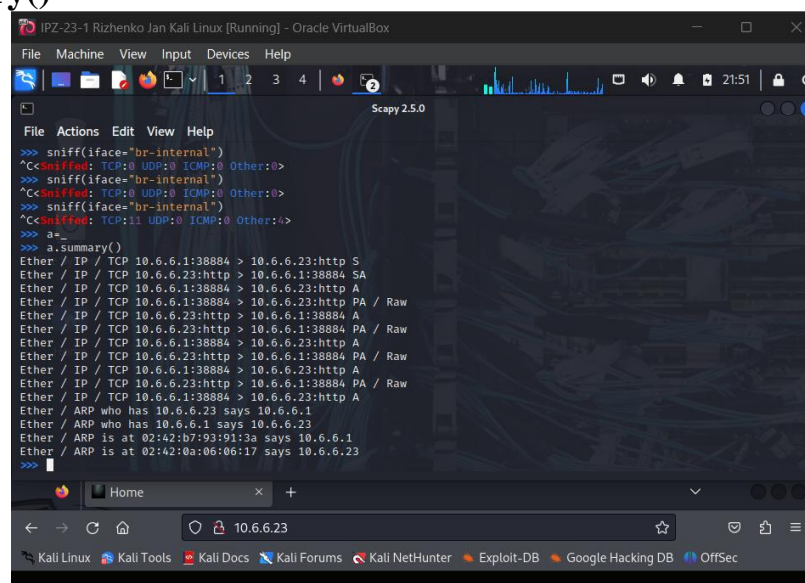 ry()
IPZ-23-1 Rizhenko Jan Kali Linux [Running] - Oracle VirtualBox
File Machine View Input Devices Help
1 2 3 4 2 21:51
Scapy 2.5.0
File Actions Edit View Help
>>> sniff(iface="br-internal")
^C<Sniffed: TCP:0 UDP:0 ICMP:0 Other:0>
>>> sniff(iface="br-internal")
^C<Sniffed: TCP:0 UDP:0 ICMP:0 Other:0>
>>> sniff(iface="br-internal")
^C<Sniffed: TCP:11 UDP:0 ICMP:0 Other:4>
>>> a=_
>>> a.summary()
Ether / IP / TCP 10.6.6.1:38884 > 10.6.6.23:http S
Ether / IP / TCP 10.6.6.23:http > 10.6.6.1:38884 SA
Ether / IP / TCP 10.6.6.1:38884 > 10.6.6.23:http A
Ether / IP / TCP 10.6.6.1:38884 > 10.6.6.23:http PA / Raw
Ether / IP / TCP 10.6.6.23:http > 10.6.6.1:38884 A
Ether / IP / TCP 10.6.6.23:http > 10.6.6.1:38884 PA / Raw
Ether / IP / TCP 10.6.6.1:38884 > 10.6.6.23:http A
Ether / IP / TCP 10.6.6.1:38884 > 10.6.6.23:http PA / Raw
Ether / IP / TCP 10.6.6.1:38884 > 10.6.6.23:http A
Ether / IP / TCP 10.6.6.23:http > 10.6.6.1:38884 PA / Raw
Ether / IP / TCP 10.6.6.1:38884 > 10.6.6.23:http A
Ether / ARP who has 10.6.6.23 says 10.6.6.1
Ether / ARP who has 10.6.6.1 says 10.6.6.23
Ether / ARP is at 02:42:b7:93:91:3a says 10.6.6.1
Ether / ARP is at 02:42:0a:06:06:17 says 10.6.6.23
>>>
Home
10.6.6.23
Kali Linux Kali Tools Kali Docs Kali Forums Kali NetHunter Exploit-DB Google Hacking DB OffSec